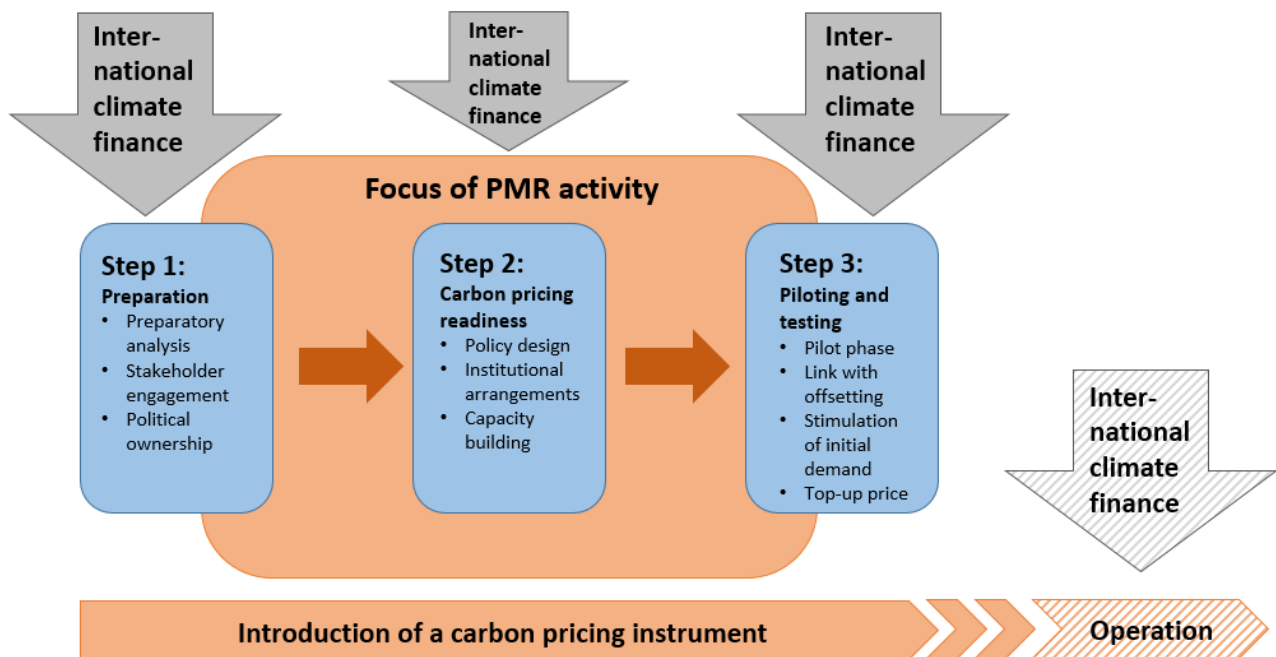 Inter-
national
climate
finance
Inter-
national
climate
finance
Inter-
national
climate
finance
Focus of PMR activity
Step 1:
Preparation
• Preparatory
analysis
• Stakeholder
engagement
• Political
ownership
Step 2:
Carbon pricing
readiness
• Policy design
• Institutional
arrangements
• Capacity
building
Step 3:
Piloting and
testing
• Pilot phase
• Link with
offsetting
• Stimulation
of initial
demand
• Top-up price
Inter-
national
climate
finance
Introduction of a carbon pricing instrument
Operation